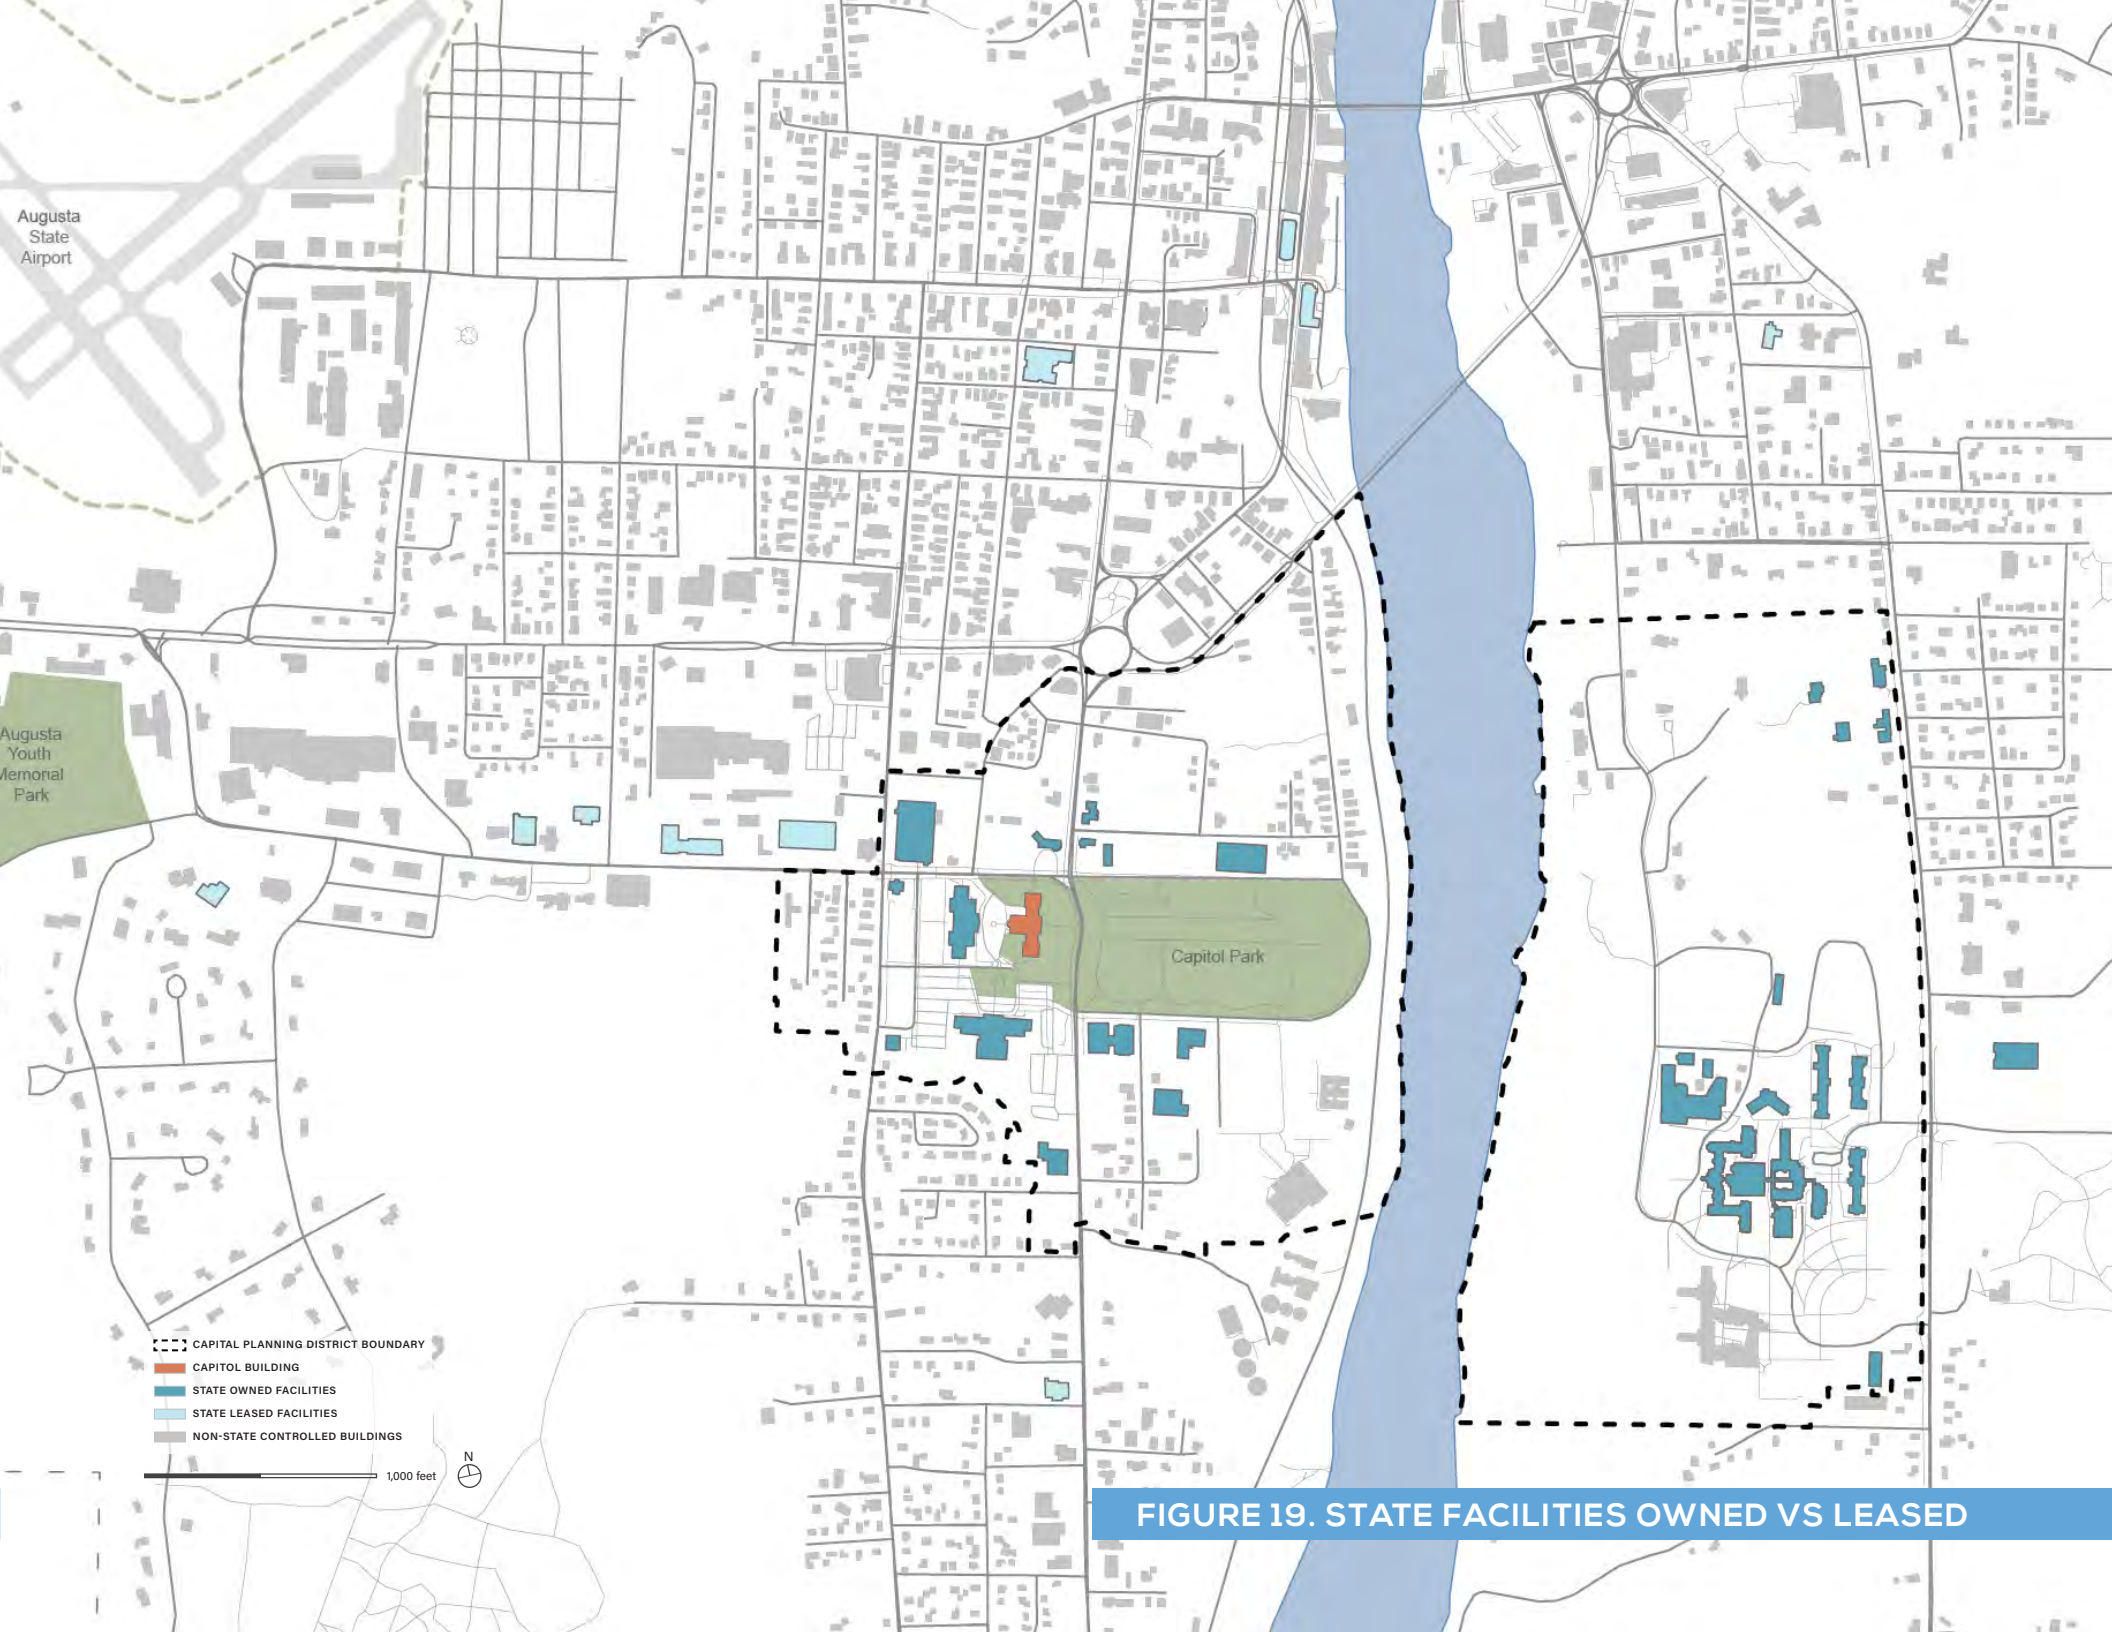 Augusta
State
Airport
Augusta
Youth
Memorial
Park
Capitol Park
CAPITAL PLANNING DISTRICT BOUNDARY
CAPITOL BUILDING
STATE OWNED FACILITIES
STATE LEASED FACILITIES
NON-STATE CONTROLLED BUILDINGS
1,000 feet
N
FIGURE 19. STATE FACILITIES OWNED VS LEASED